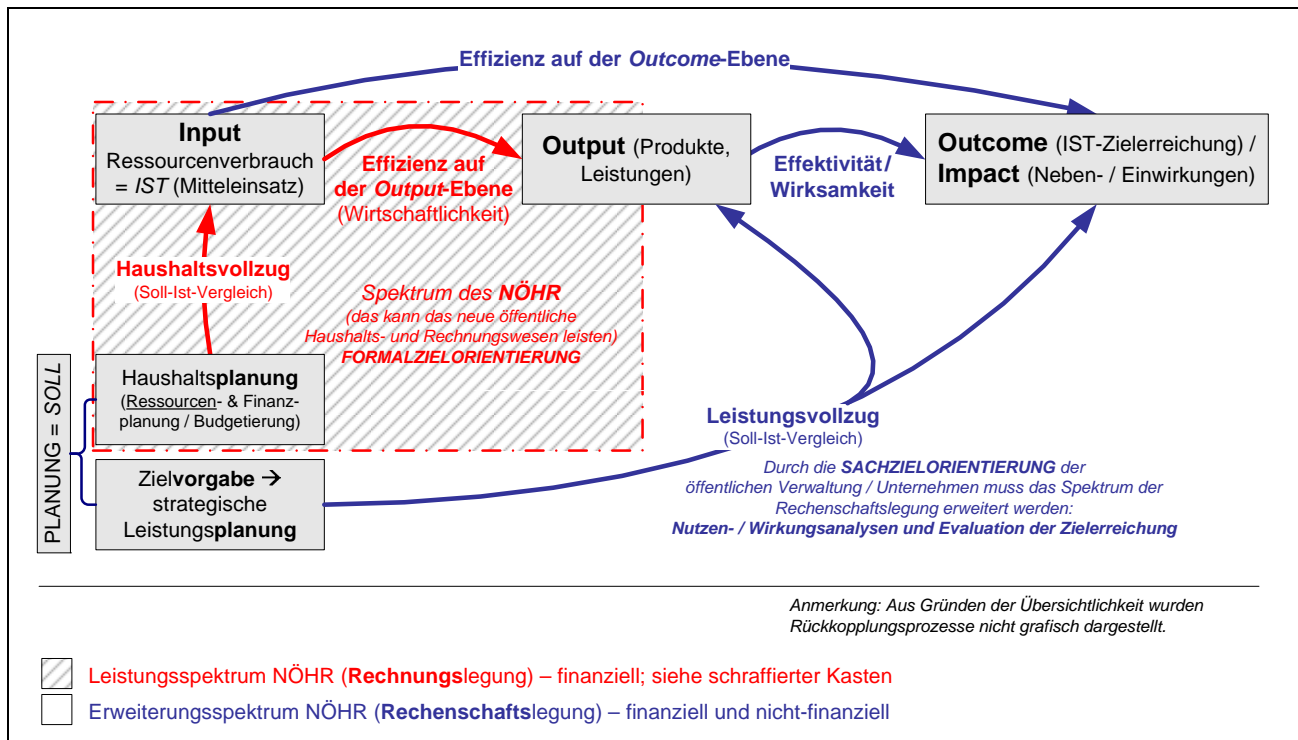 Effizienz auf der Outcome-Ebene
Input
Ressourcenverbrauch
= IST (Mitteleinsatz)
Effizienz auf
der Output-Ebene
(Wirtschaftlichkeit)
Output (Produkte,
Leistungen)
Effektivität/
Wirksamkeit
Outcome (IST-Zielerreichung) /
Impact (Neben- / Einwirkungen)
Haushaltsvollzug
(Soll-Ist-Vergleich)
Spektrum des NÖHR
(das kann das neue öffentliche
Haushalts- und Rechnungswesen leisten)
FORMALZIELORIENTIERUNG
PLANUNG = SOLL
Haushaltsplanung
(Ressourcen- & Finanz-
planung / Budgetierung)
Zielvorgabe →
strategische
Leistungsplanung
Leistungsvollzug
(Soll-Ist-Vergleich)
Durch die SACHZIELORIENTIERUNG der
öffentlichen Verwaltung / Unternehmen muss das Spektrum der
Rechenschaftslegung erweitert werden:
Nutzen- / Wirkungsanalysen und Evaluation der Zielerreichung
Anmerkung: Aus Gründen der Übersichtlichkeit wurden
Rückkopplungsprozesse nicht grafisch dargestellt.
Leistungsspektrum NÖHR (Rechnungslegung) – finanziell; siehe schraffierter Kasten
Erweiterungsspektrum NÖHR (Rechenschaftslegung) – finanziell und nicht-finanziell